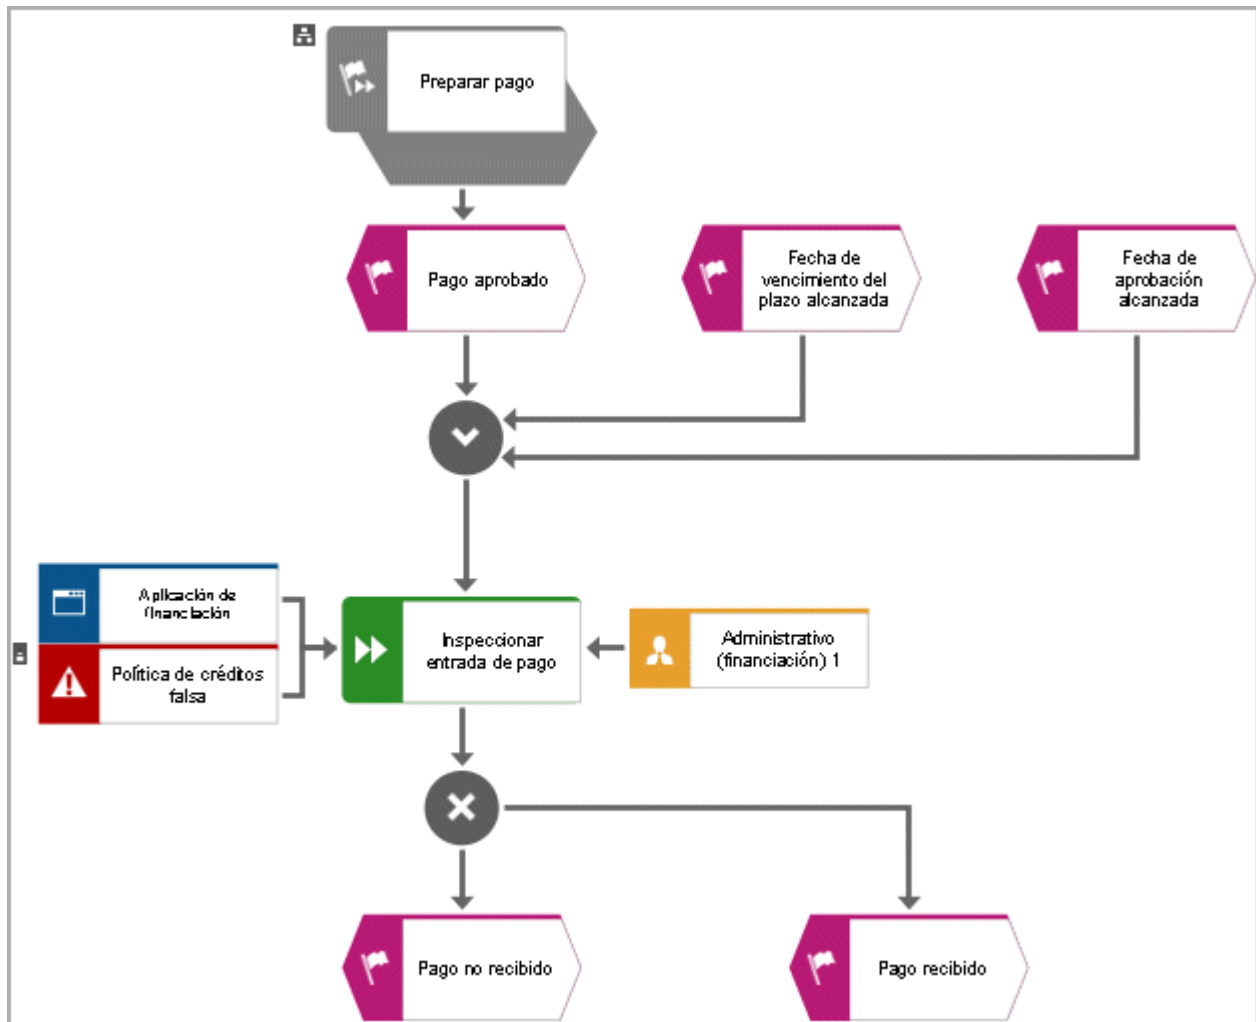 Preparar pago
Pago aprobado
Fecha de
vencimiento del
plazo alcanzada
Fecha de
aprobación
alcanzada
Aplicación de
financiación
Política de créditos
falsa
Inspeccionar
entrada de pago
Administrativo
(financiación) 1
Pago no recibido
Pago recibido